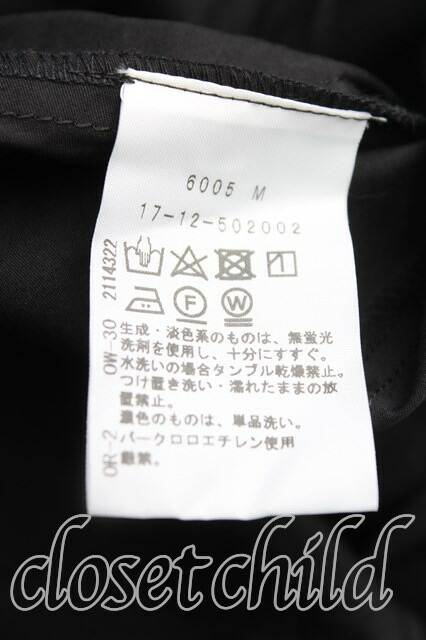 6005 M
17-12-502002
F
W
生成・淡色系のものは、無蛍光
洗剤を使用し、十分にすすぐ。
水洗いの場合タンブル乾燥禁止。
つけ置き洗い・濡れたままの放
置禁止。
濃色のものは、単品洗い。
パークロロエチレン使用
厳禁。
OR-2 OW-30 2114322
closet child